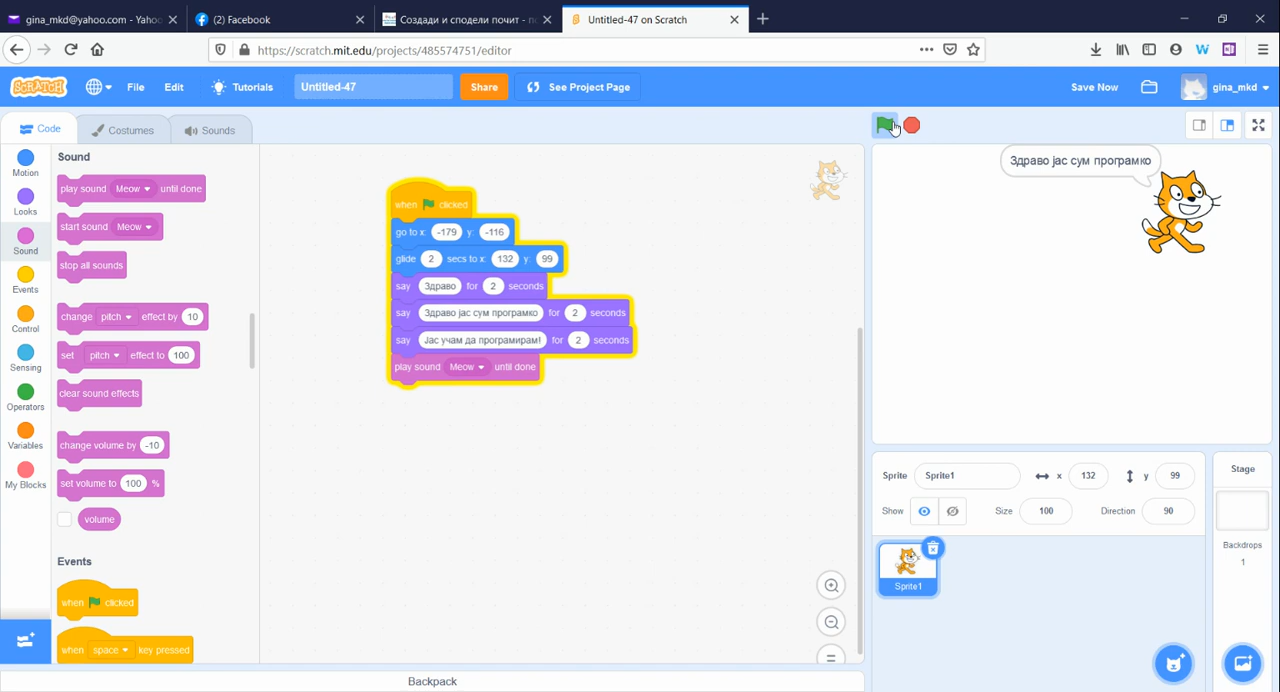 gina_mkd@yahoo.com - Yahoo
(2) Facebook
Создади и сподели почит - п
Untitled-47 on Scratch
https://scratch.mit.edu/projects/485574751/editor
SCRATCH
File
Edit
Tutorials
Untitled-47
Share
See Project Page
Save Now
gina_mkd
Code
Costumes
Sounds
Motion
Looks
Sound
Events
Control
Sensing
Operators
Variables
My Blocks
Sound
play sound Meow until done
start sound Meow
stop all sounds
change pitch effect by 10
set pitch effect to 100
clear sound effects
change volume by -10
set volume to 100 %
volume
Events
when clicked
when space key pressed
when clicked
go to x: -179 y: -116
glide 2 secs to x: 132 y: 99
say Здраво for 2 seconds
say Здраво јас сум програмко for 2 seconds
say Јас учам да програмирам! for 2 seconds
play sound Meow until done
Здраво јас сум програмко
Sprite Sprite1 x 132 y 99
Show Size 100 Direction 90
Sprite1
Stage
Backdrops
1
Backpack